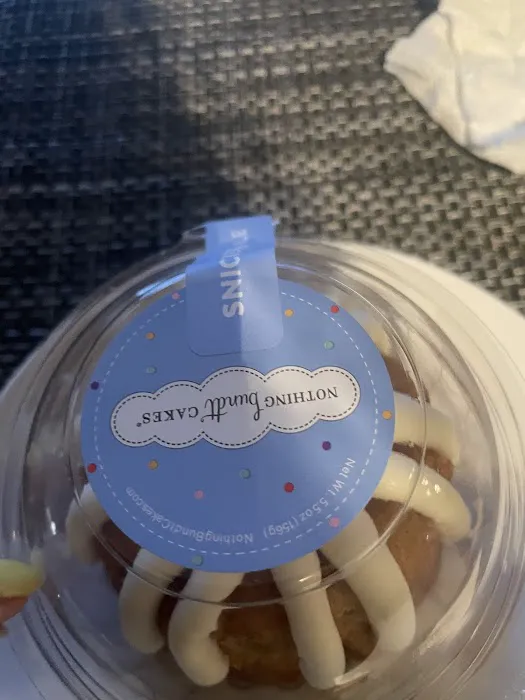 NOTHING bundt CAKES®
Net Wt 5.5oz (156g) NothingBundtCakes.com